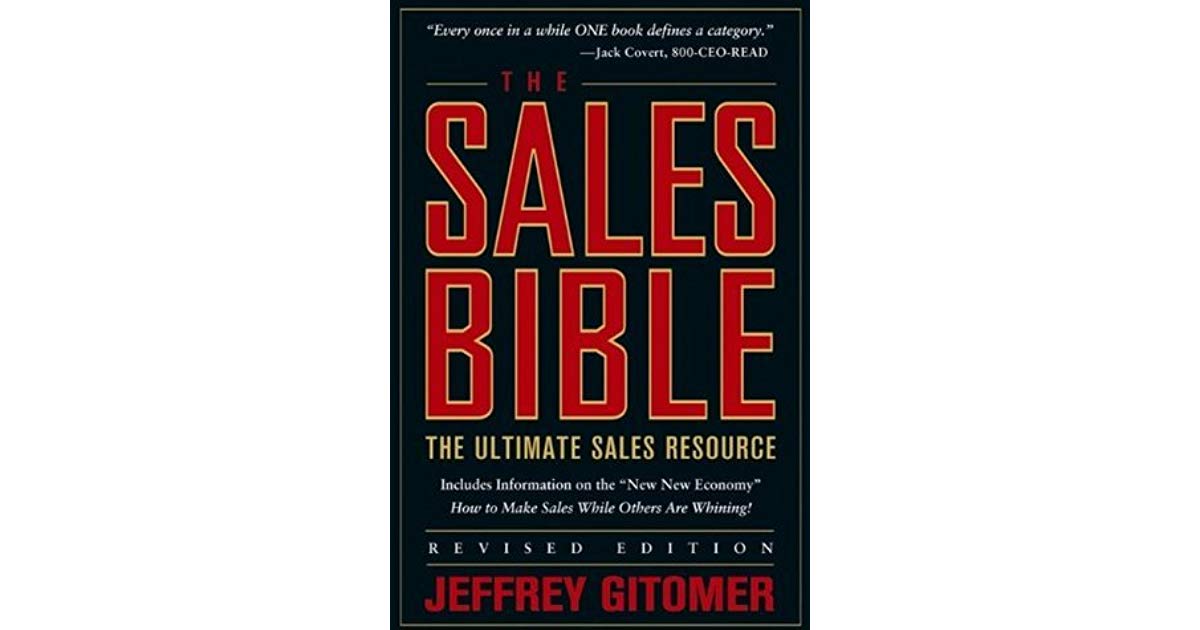 “Every once in a while ONE book defines a category.”
—Jack Covert, 800-CEO-READ
THE
SALES
BIBLE
THE ULTIMATE SALES RESOURCE
Includes Information on the “New New Economy”
How to Make Sales While Others Are Whining!
REVISED EDITION
JEFFREY GITOMER